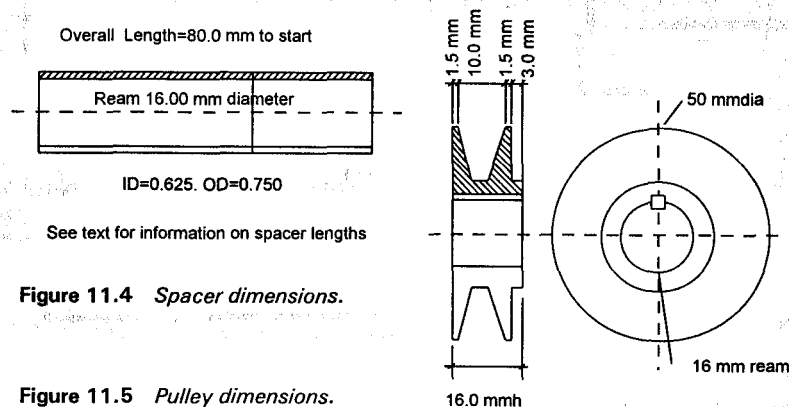 Overall Length=80.0 mm to start
Ream 16.00 mm diameter
ID=0.625. OD=0.750
See text for information on spacer lengths
Figure 11.4 Spacer dimensions.
1.5 mm
10.0 mm
1.5 mm
3.0 mm
50 mmdia
16 mm ream
16.0 mmh
Figure 11.5 Pulley dimensions.